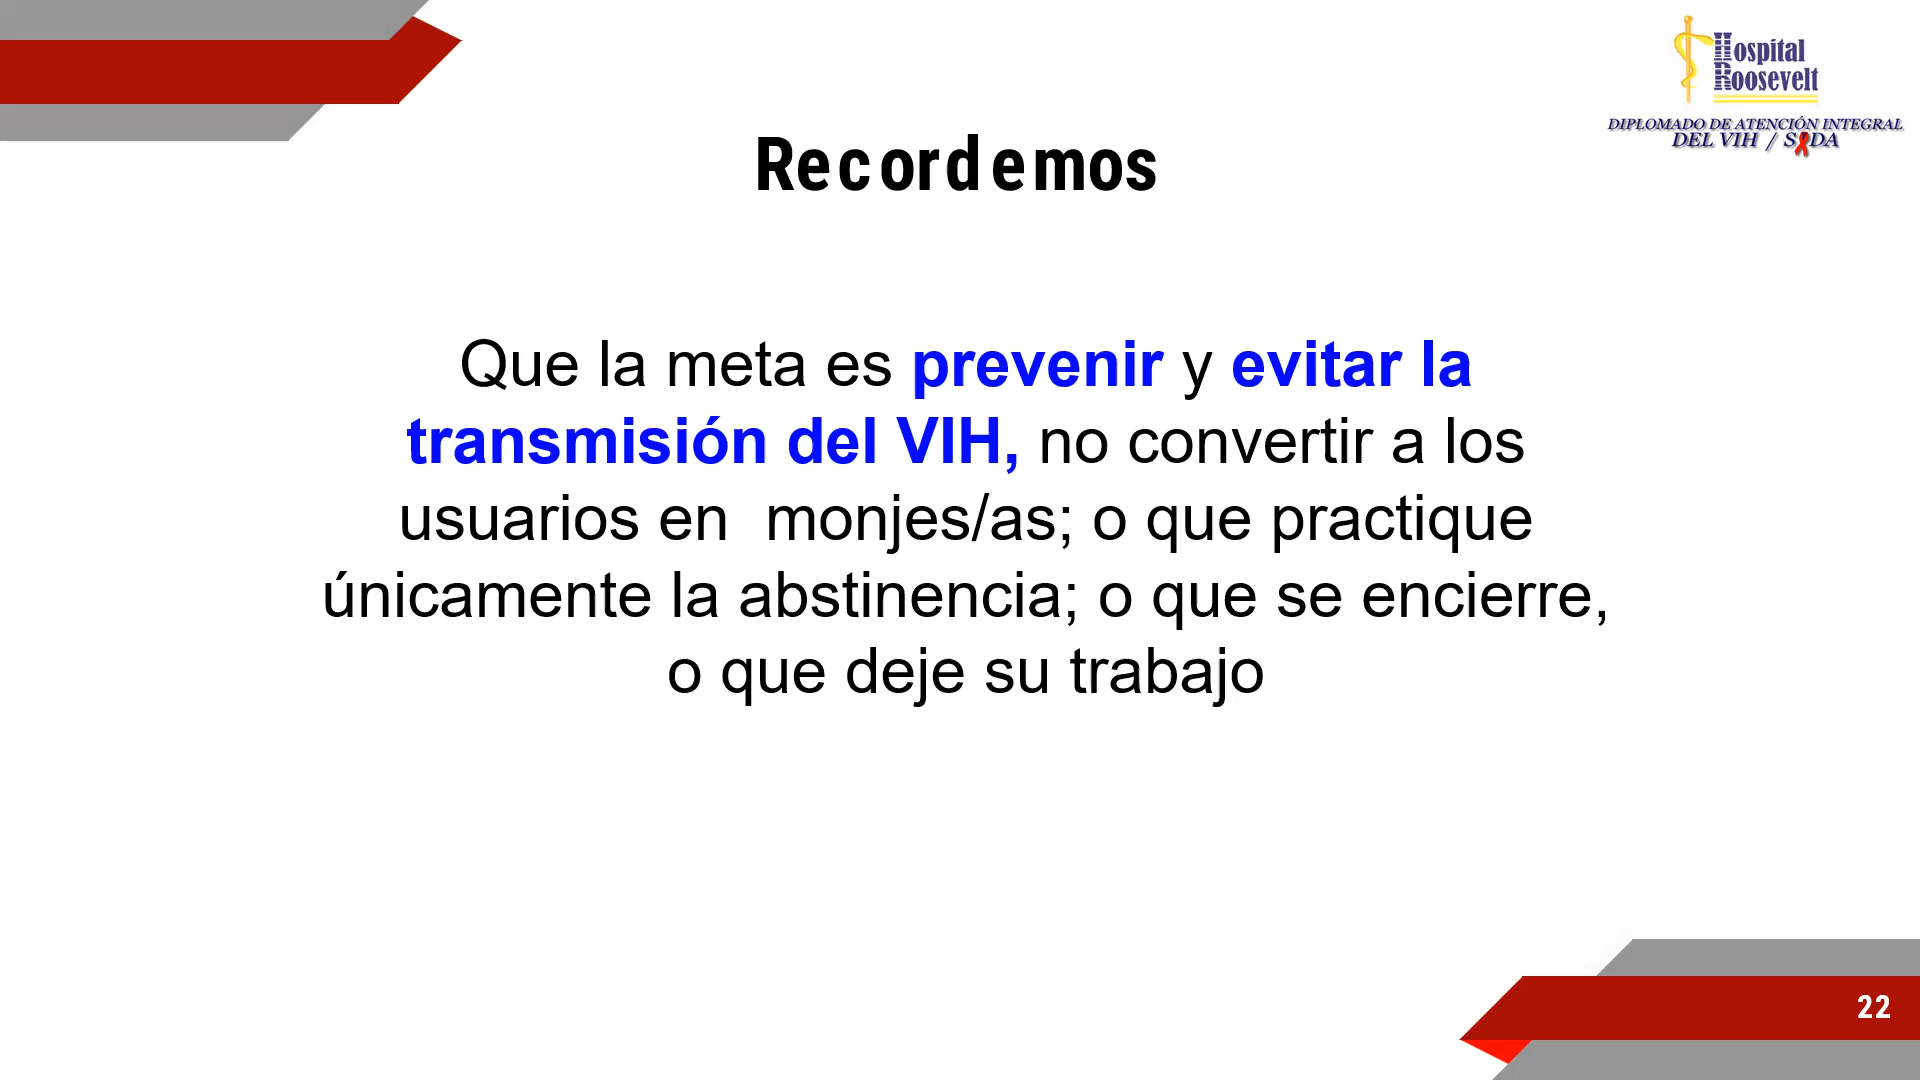 Hospital
Roosevelt
DIPLOMADO DE ATENCIÓN INTEGRAL
DEL VIH / SIDA
Recordemos
Que la meta es prevenir y evitar la
transmisión del VIH, no convertir a los
usuarios en  monjes/as; o que practique
únicamente la abstinencia; o que se encierre,
o que deje su trabajo
22